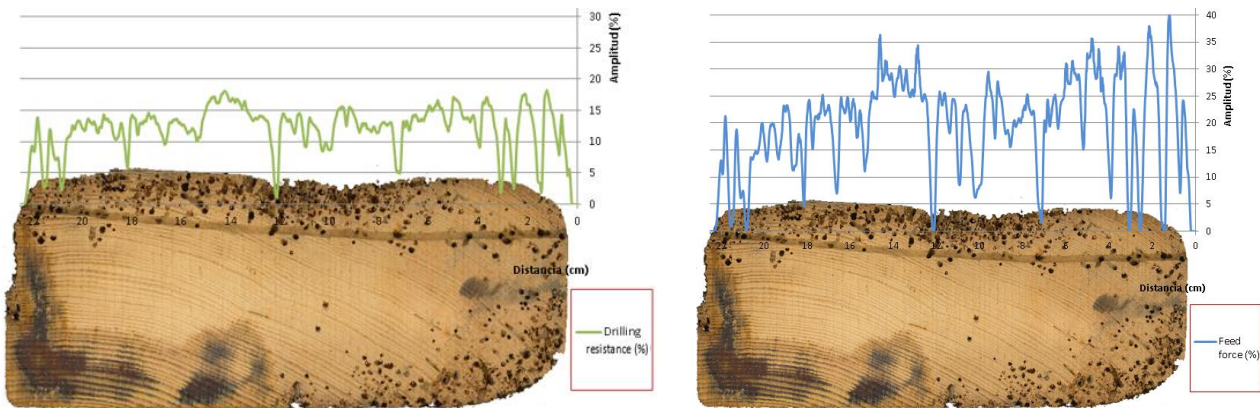 30
25
20
15
10
5
0
Amplitud (%)
22 20 18 16 14 12 10 8 6 4 2 0
Distancia (cm)
Drilling
resistance (%)
40
35
30
25
20
15
10
5
0
Amplitud (%)
22 20 18 16 14 12 10 8 6 4 2 0
Distancia (cm)
Feed
force (%)